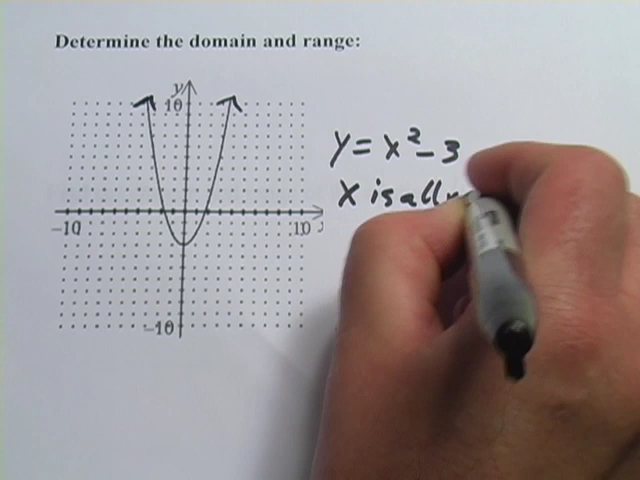 Determine the domain and range:
y
10
y = x² - 3
x is all
-10
10
-10